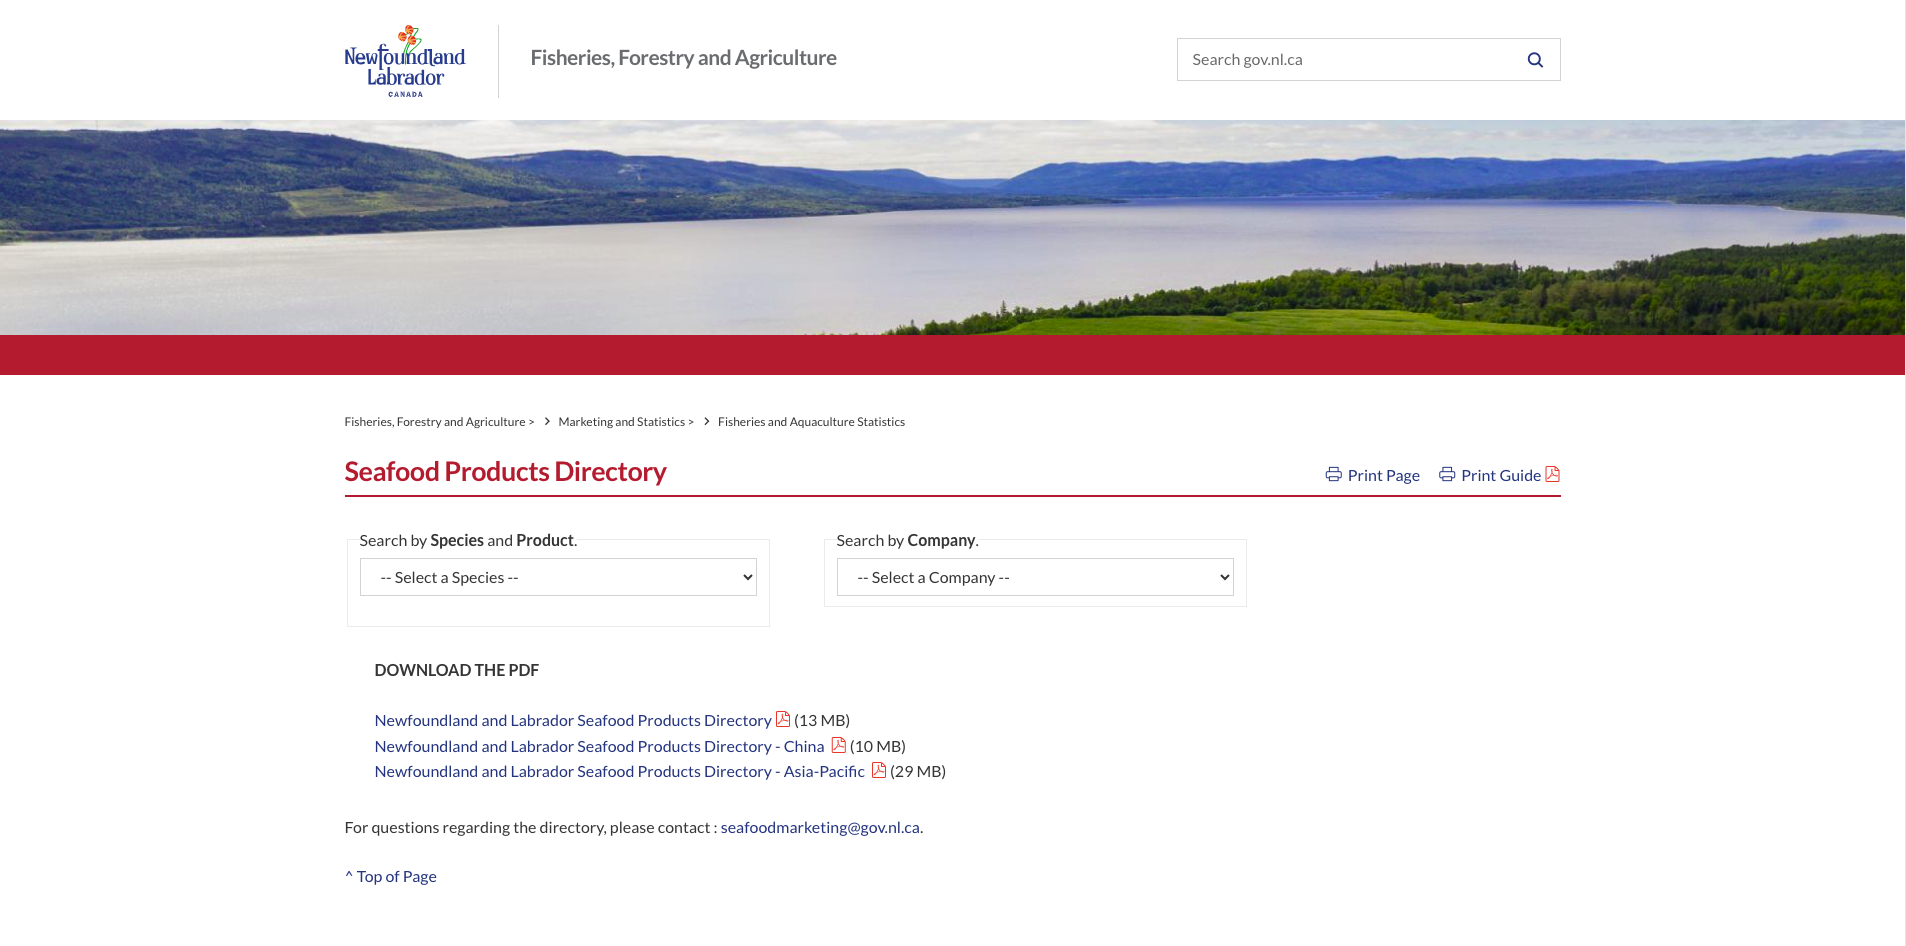 Newfoundland
Labrador
CANADA
Fisheries, Forestry and Agriculture
Search gov.nl.ca
Fisheries, Forestry and Agriculture > Marketing and Statistics > Fisheries and Aquaculture Statistics
Seafood Products Directory
Print Page Print Guide
Search by Species and Product.
-- Select a Species --
Search by Company.
-- Select a Company --
DOWNLOAD THE PDF
Newfoundland and Labrador Seafood Products Directory (13 MB)
Newfoundland and Labrador Seafood Products Directory - China (10 MB)
Newfoundland and Labrador Seafood Products Directory - Asia-Pacific (29 MB)
For questions regarding the directory, please contact : seafoodmarketing@gov.nl.ca.
^ Top of Page